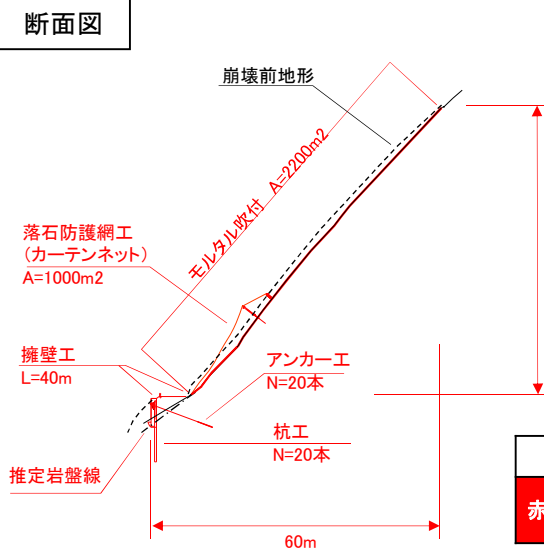 断面図
崩壊前地形
モルタル吹付 A=2200m2
落石防護網工
(カーテンネット)
A=1000m2
擁壁工
L=40m
アンカー工
N=20本
杭工
N=20本
推定岩盤線
赤
60m